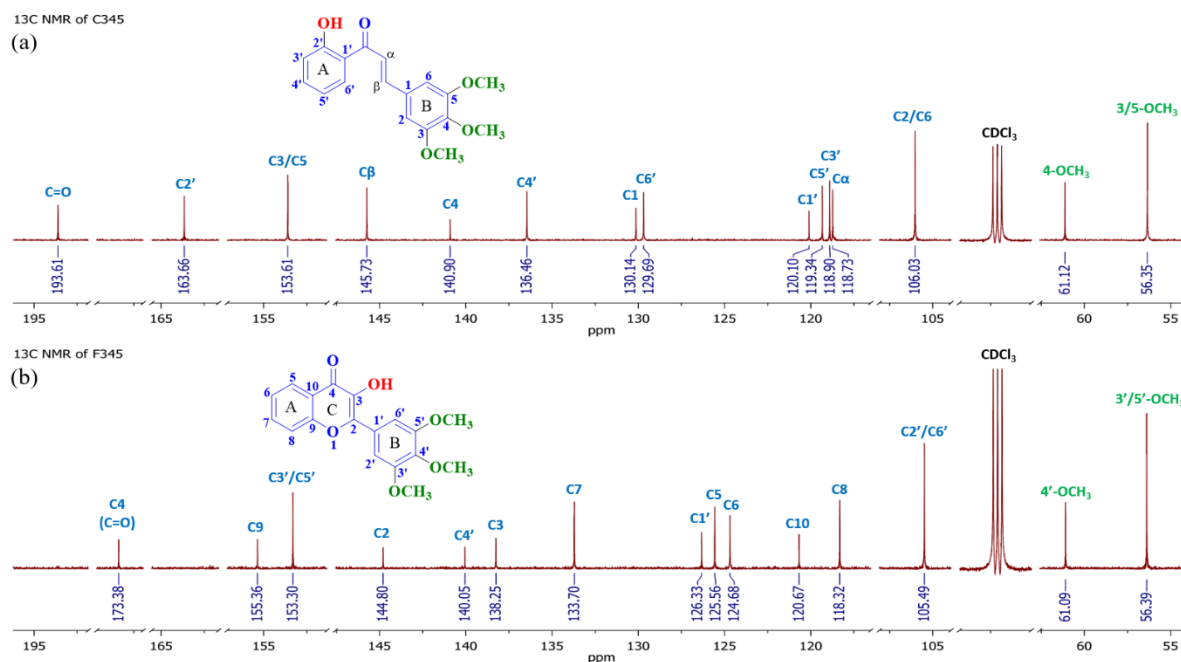 13C NMR of C345
(a)
OH
O
2'
1'
α
3'
A
4'
6'
5'
β
1
6
OCH3
5
B
2
4
OCH3
3
OCH3
C=O
C2’
C3/C5
Cβ
C4
C4’
C1
C6’
C1’
C5’
C3’
Cα
C2/C6
CDCl3
4-OCH3
3/5-OCH3
193.61
163.66
153.61
145.73
140.90
136.46
130.14
129.69
120.10
119.34
118.90
118.73
106.03
61.12
56.35
195
165
155
145
140
135
130
125
120
105
60
55
ppm
13C NMR of F345
(b)
O
5
10
4
OH
6
3
A
C
7
6'
OCH3
9
1'
5'
8
O
2
B
1
2'
4'
OCH3
3'
OCH3
C4
(C=O)
C9
C3’/C5’
C2
C4’
C3
C7
C1’
C5
C6
C10
C8
C2’/C6’
CDCl3
4’-OCH3
3’/5’-OCH3
173.38
155.36
153.30
144.80
140.05
138.25
133.70
126.33
125.56
124.68
120.67
118.32
105.49
61.09
56.39
195
165
155
145
140
135
130
125
120
105
60
55
ppm